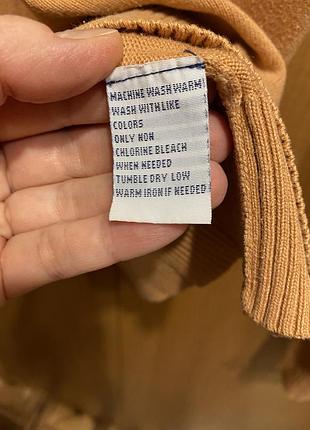 MACHINE WASH WARM
WASH WITH LIKE
COLORS
ONLY NON
CHLORINE BLEACH
WHEN NEEDED
TUMBLE DRY LOW
WARM IRON IF NEEDED